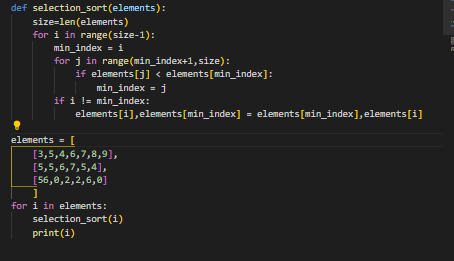 def selection_sort(elements):
    size=len(elements)
    for i in range(size-1):
        min_index = i
        for j in range(min_index+1,size):
            if elements[j] < elements[min_index]:
                min_index = j
        if i != min_index:
            elements[i],elements[min_index] = elements[min_index],elements[i]
elements = [
    [3,5,4,6,7,8,9],
    [5,5,6,7,5,4],
    [56,0,2,2,6,0]
    ]
for i in elements:
    selection_sort(i)
    print(i)